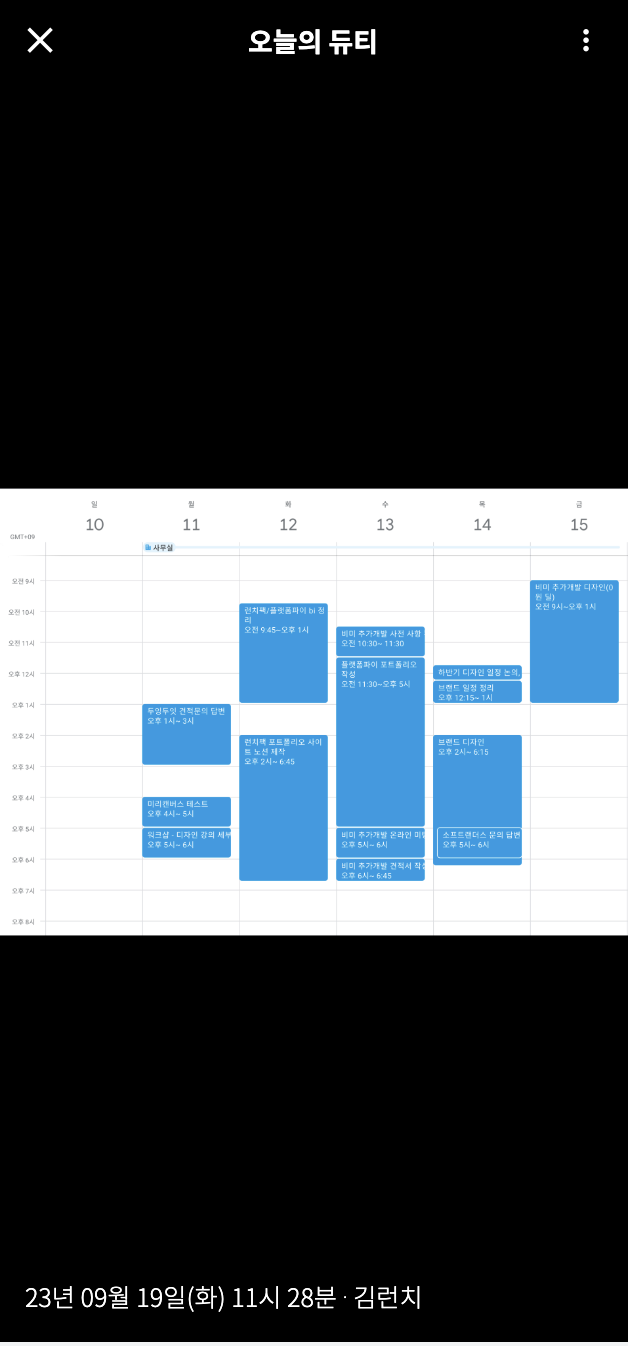 오늘의 듀티
일
월
화
수
목
금
10
11
12
13
14
15
GMT+09
사무실
오전 9시
오전 10시
오전 11시
오후 12시
오후 1시
오후 2시
오후 3시
오후 4시
오후 5시
오후 6시
오후 7시
오후 8시
투잉두잇 견적문의 답변
오후 1시~ 3시
미리캔버스 테스트
오후 4시~ 5시
워크샵 - 디자인 강의 세부
오후 5시~ 6시
런치팩/플랫폼파이 bi 정
리
오전 9:45~오후 1시
런치팩 포트폴리오 사이
트 노션 제작
오후 2시~ 6:45
비미 추가개발 사전 사항
오전 10:30~ 11:30
플랫폼파이 포트폴리오
작성
오전 11:30~오후 5시
비미 추가개발 온라인 미팅
오후 5시~ 6시
비미 추가개발 견적서 작성
오후 6시~ 6:45
하반기 디자인 일정 논의,
브랜드 일정 정리
오후 12:15~ 1시
브랜드 디자인
오후 2시~ 6:15
소프트랜더스 문의 답변
오후 5시~ 6시
비미 추가개발 디자인(0
원 딜)
오전 9시~오후 1시
23년 09월 19일(화) 11시 28분 · 김런치